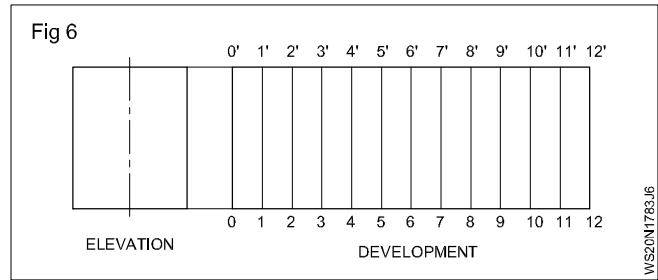 Fig 6
0' 1' 2' 3' 4' 5' 6' 7' 8' 9' 10' 11' 12'
0 1 2 3 4 5 6 7 8 9 10 11 12
ELEVATION
DEVELOPMENT
WS20N1783J6